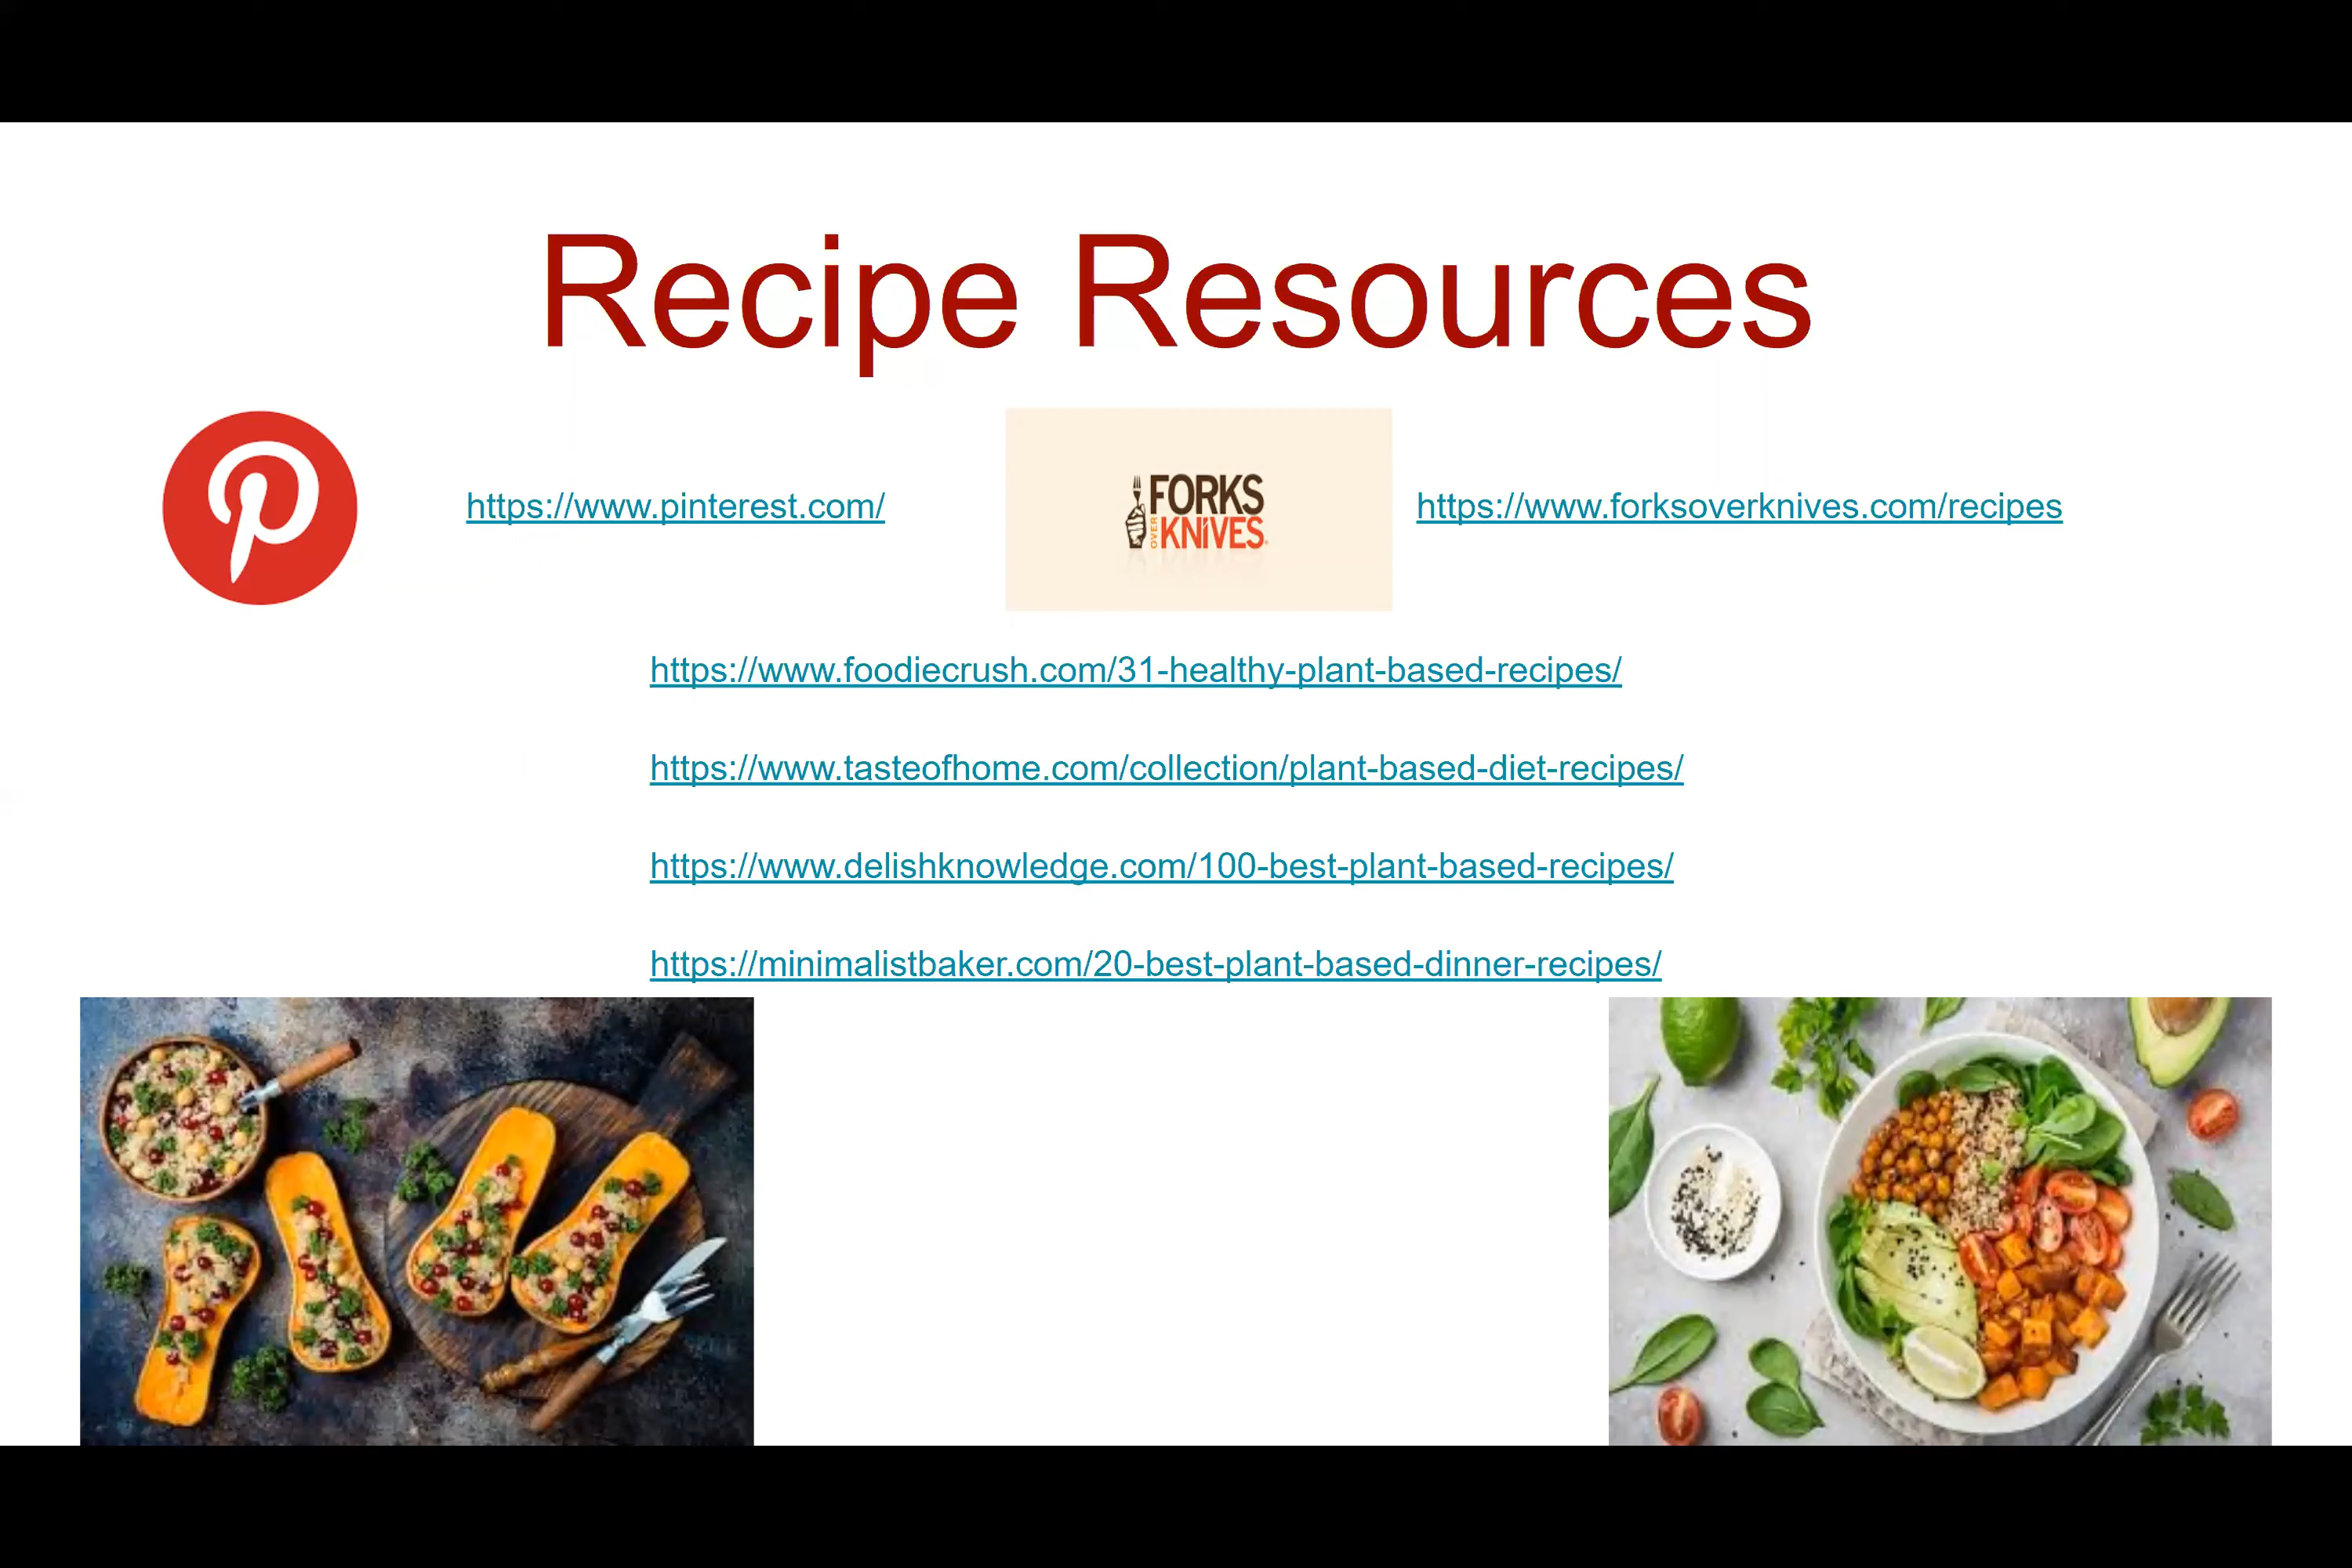 Recipe Resources
https://www.pinterest.com/
FORKS
OVER
KNIVES
https://www.forksoverknives.com/recipes
https://www.foodiecrush.com/31-healthy-plant-based-recipes/
https://www.tasteofhome.com/collection/plant-based-diet-recipes/
https://www.delishknowledge.com/100-best-plant-based-recipes/
https://minimalistbaker.com/20-best-plant-based-dinner-recipes/